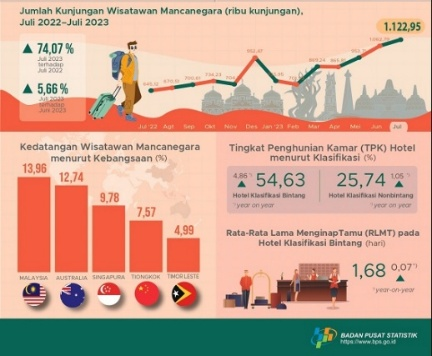 Jumlah Kunjungan Wisatawan Mancanegara (ribu kunjungan),
Juli 2022–Juli 2023
1.122,95
74,07 %
Juli 2023
terhadap
Juli 2022
5,66 %
Juli 2023
terhadap
Juni 2023
Jul '22 Agt Sep Okt Nov Des Jan '23 Feb Mar Apr Mei Jun Jul
Kedatangan Wisatawan Mancanegara
menurut Kebangsaan (%)
13,96
12,74
9,78
7,57
4,99
MALAYSIA AUSTRALIA SINGAPURA TIONGKOK TIMOR LESTE
Tingkat Penghunian Kamar (TPK) Hotel
menurut Klasifikasi (%)
4,86 54,63
Hotel Klasifikasi Bintang
*year on year
25,74 1,05
Hotel Klasifikasi Nonbintang
*year on year
Rata-Rata Lama MenginapTamu (RLMT) pada
Hotel Klasifikasi Bintang (hari)
1,68 0,07*)
*year-on-year
BADAN PUSAT STATISTIK
https://www.bps.go.id